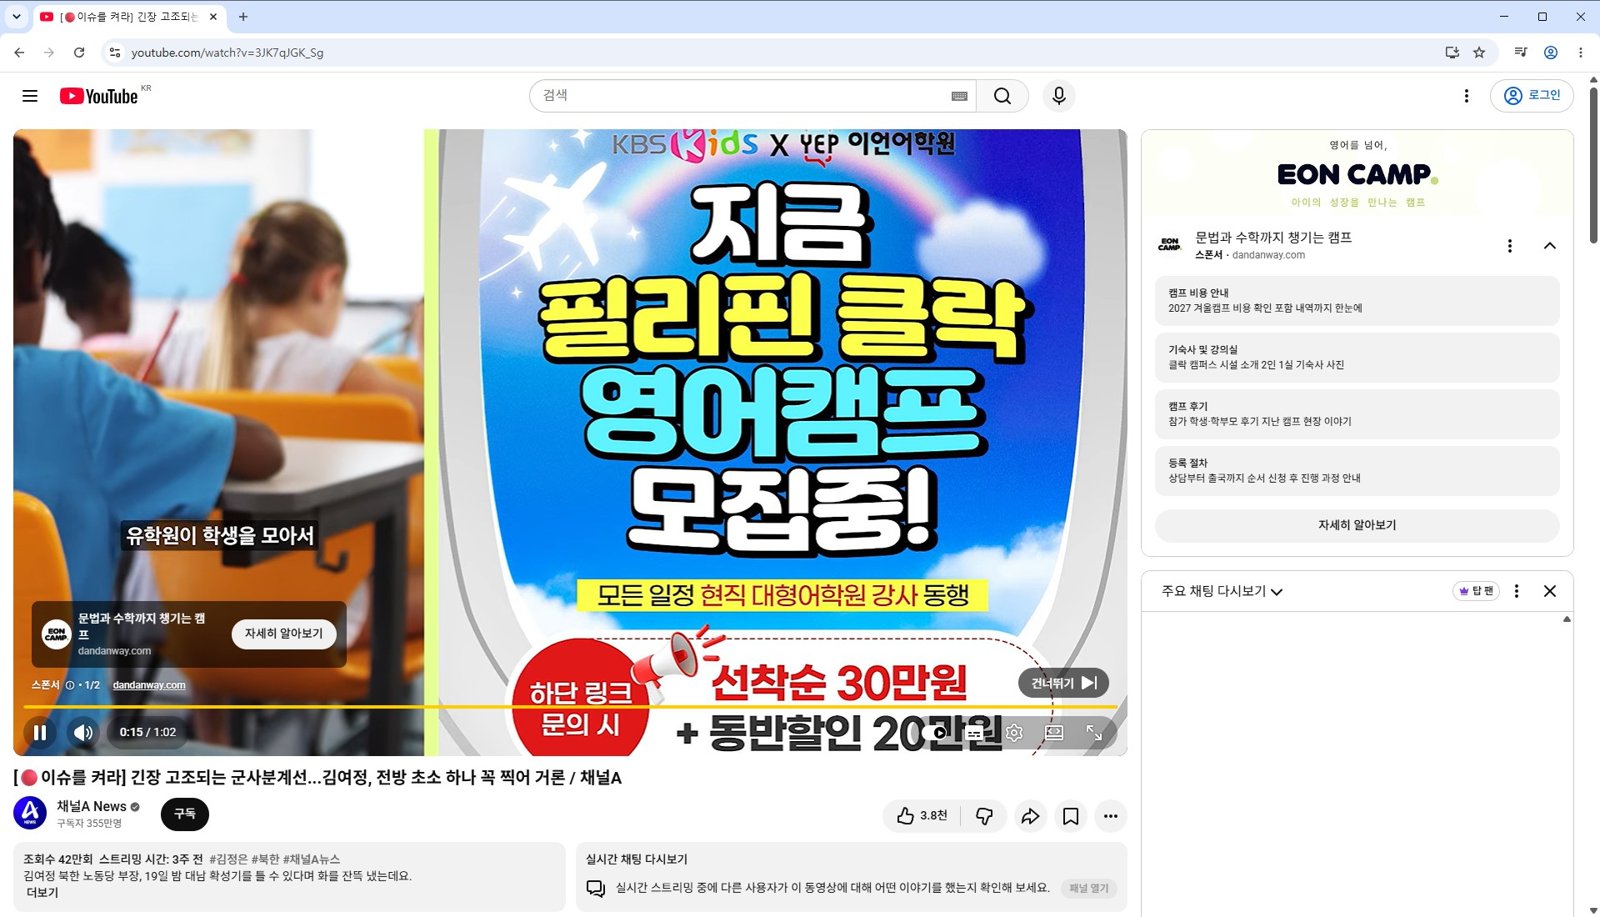 [🔴이슈를 켜라] 긴장 고조되는
youtube.com/watch?v=3JK7qJGK_Sg
YouTube KR
검색
로그인
KBS Kids X YEP 이언어학원
지금
필리핀 클락
영어캠프
모집중!
모든 일정 현직 대형어학원 강사 동행
하단 링크
문의 시
선착순 30만원
+ 동반할인 20만원
유학원이 학생을 모아서
EON CAMP.
문법과 수학까지 챙기는 캠
프
dandanway.com
자세히 알아보기
스폰서 · 1/2 dandanway.com
건너뛰기
0:15 / 1:02
[🔴이슈를 켜라] 긴장 고조되는 군사분계선...김여정, 전방 초소 하나 꼭 찍어 거론 / 채널A
채널A News
구독자 355만명
구독
3.8천
조회수 42만회 스트리밍 시간: 3주 전 #김정은 #북한 #채널A뉴스
김여정 북한 노동당 부장, 19일 밤 대남 확성기를 틀 수 있다며 화를 잔뜩 냈는데요.
더보기
실시간 채팅 다시보기
실시간 스트리밍 중에 다른 사용자가 이 동영상에 대해 어떤 이야기를 했는지 확인해 보세요.
패널 열기
영어를 넘어,
EON CAMP.
아이의 성장을 만나는 캠프
EON CAMP.
문법과 수학까지 챙기는 캠프
스폰서 · dandanway.com
캠프 비용 안내
2027 겨울캠프 비용 확인 포함 내역까지 한눈에
기숙사 및 강의실
클락 캠퍼스 시설 소개 2인 1실 기숙사 사진
캠프 후기
참가 학생·학부모 후기 지난 캠프 현장 이야기
등록 절차
상담부터 출국까지 순서 신청 후 진행 과정 안내
자세히 알아보기
주요 채팅 다시보기
탑 팬